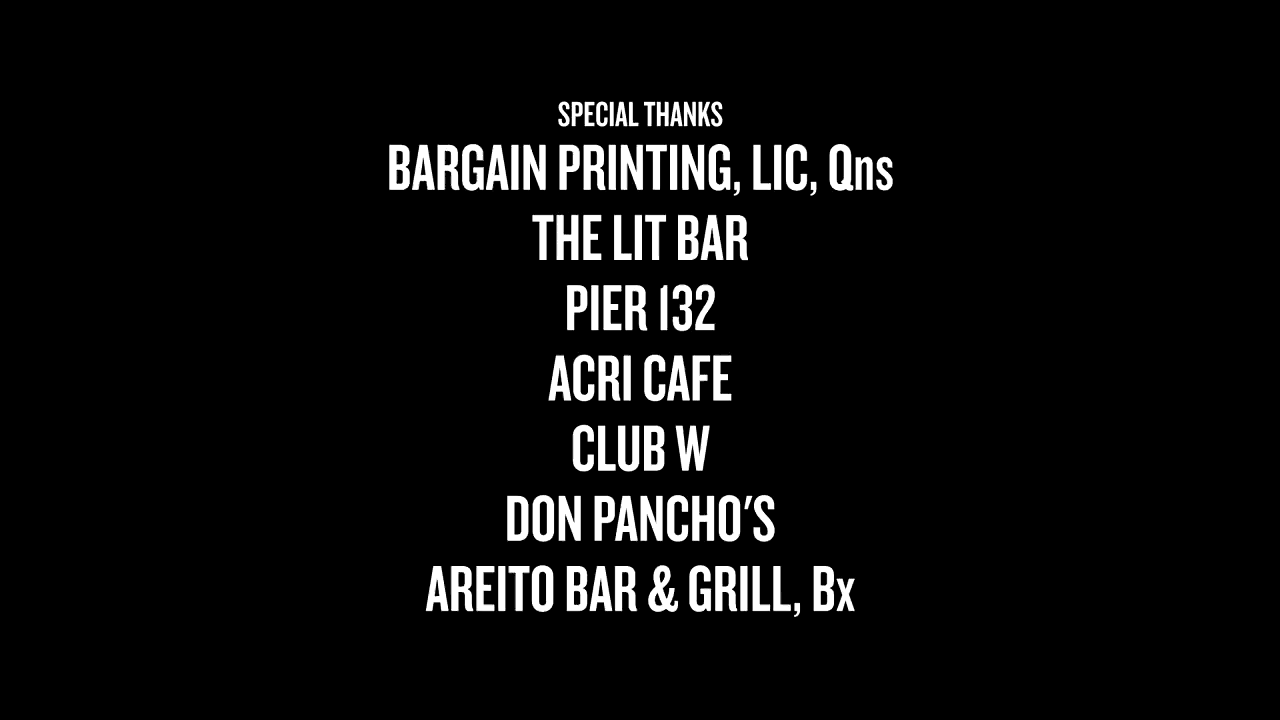 SPECIAL THANKS
BARGAIN PRINTING, LIC, Qns
THE LIT BAR
PIER 132
ACRI CAFE
CLUB W
DON PANCHO'S
AREITO BAR & GRILL, Bx